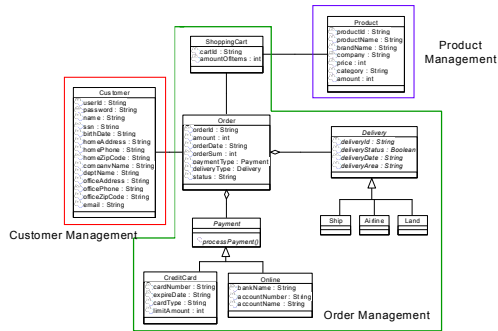 ShoppingCart
cartId : String
amountOfItems : int
Product
productId : String
productName : String
brandName : String
company : String
price : int
category : String
amount : int
Product
Management
Customer
userId : String
password : String
name : String
ssn : String
birthDate : String
homeAddress : String
homePhone : String
homeZipCode : String
companyName : String
deptName : String
officeAddress : String
officePhone : String
officeZipCode : String
email : String
Customer Management
Order
orderId : String
amount : int
orderDate : String
orderSum : int
paymentType : Payment
deliveryType : Delivery
status : String
Delivery
deliveryId : String
deliveryStatus : Boolean
deliveryDate : String
deliveryArea : String
Ship
Airline
Land
Payment
processPayment()
CreditCard
cardNumber : String
expireDate : String
cardType : String
limitAmount : int
Online
bankName : String
accountNumber : String
accountName : String
Order Management